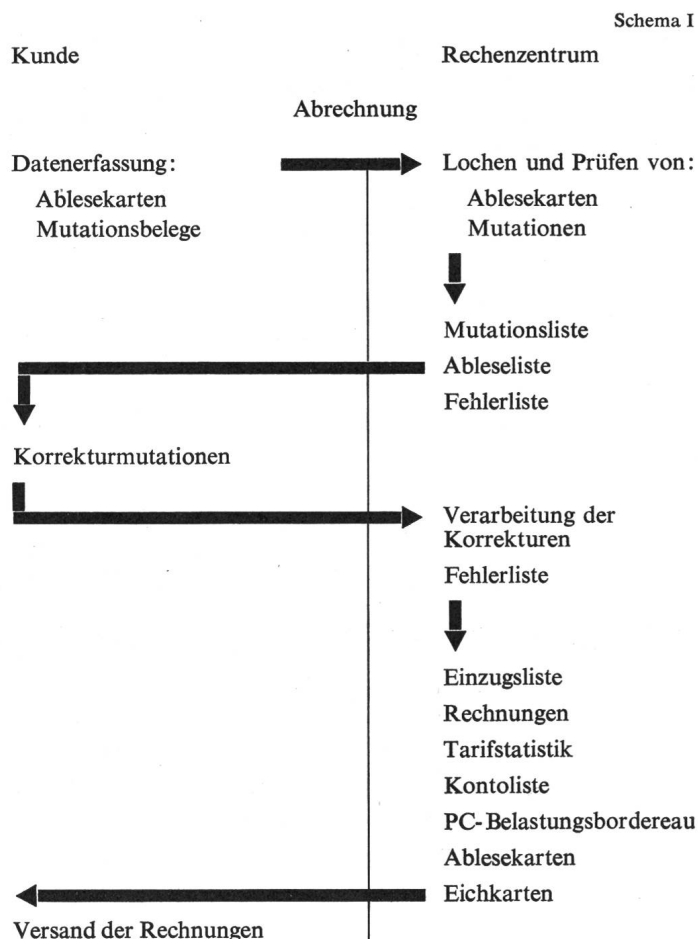 Schema I
Kunde
Rechenzentrum
Abrechnung
Datenerfassung:
Ablesekarten
Mutationsbelege
Lochen und Prüfen von:
Ablesekarten
Mutationen
Mutationsliste
Ableseliste
Fehlerliste
Korrekturmutationen
Verarbeitung der
Korrekturen
Fehlerliste
Einzugsliste
Rechnungen
Tarifstatistik
Kontoliste
PC-Belastungsbordereau
Ablesekarten
Eichkarten
Versand der Rechnungen